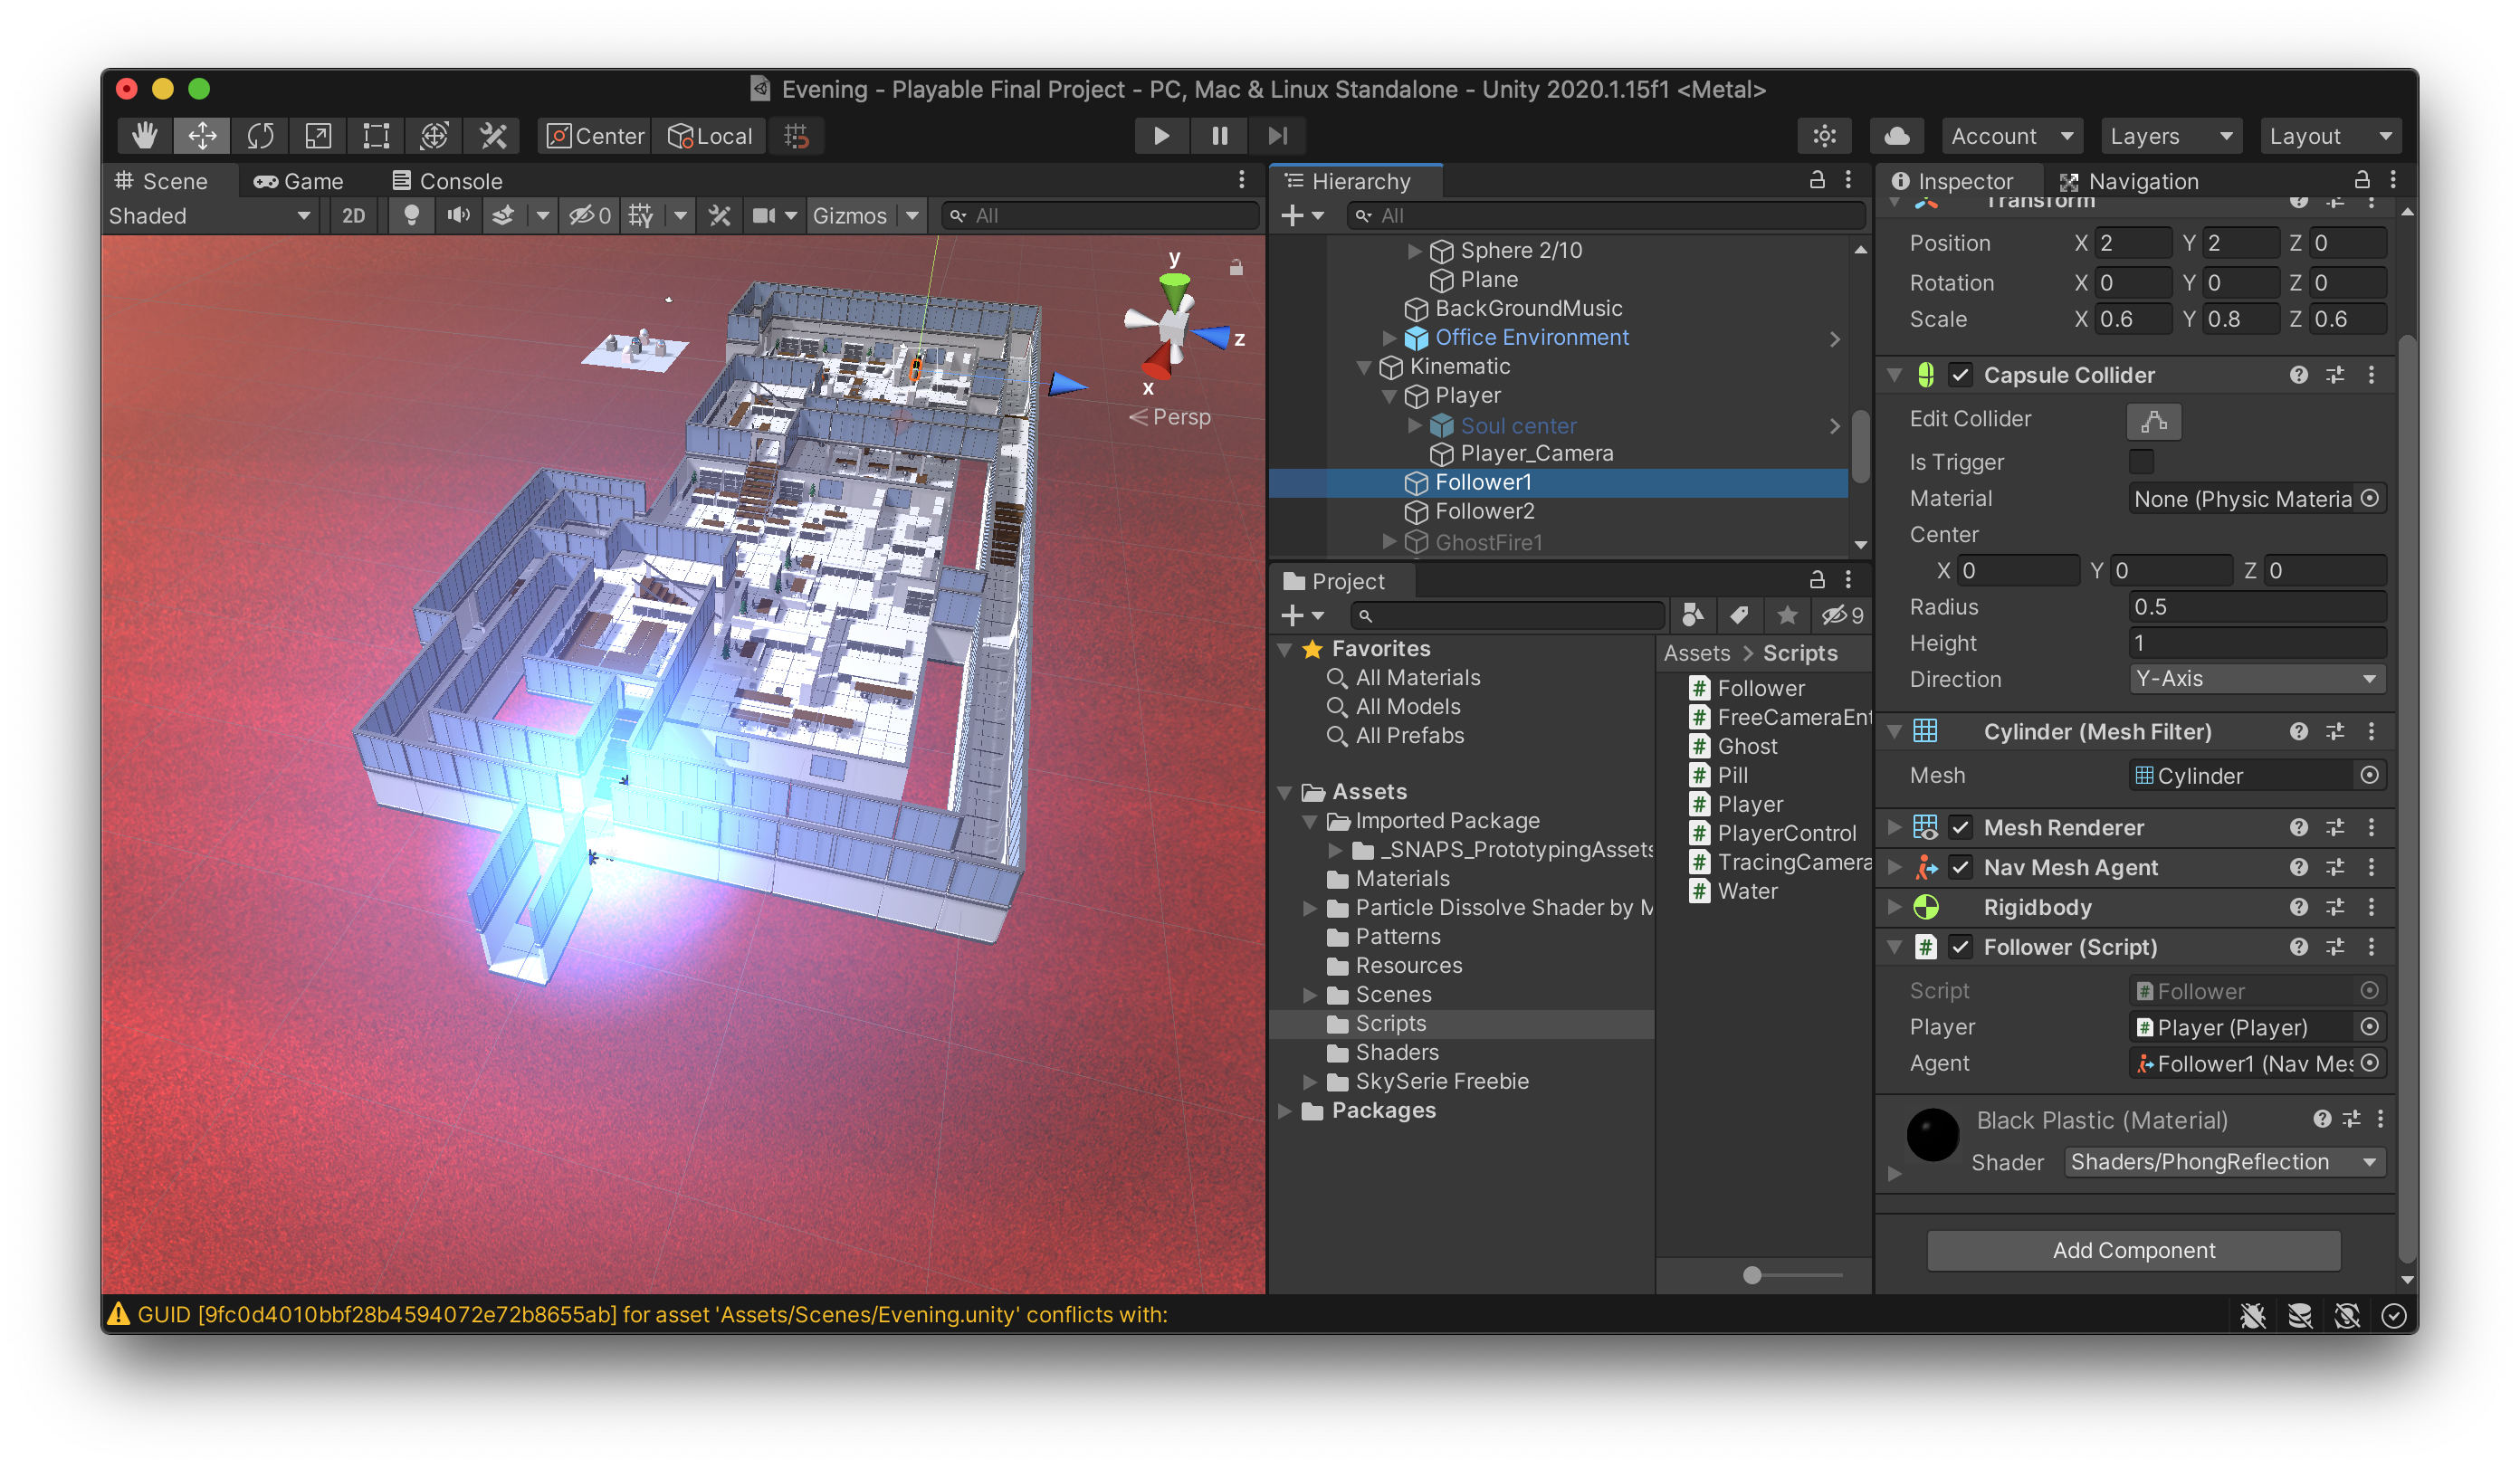 Evening - Playable Final Project - PC, Mac & Linux Standalone - Unity 2020.1.15f1 <Metal>
Center Local Account Layers Layout
Scene Game Console
Shaded 2D 0 Gizmos All
y
z
x
Persp
Hierarchy
All
Sphere 2/10
Plane
BackGroundMusic
Office Environment
Kinematic
Player
Soul center
Player_Camera
Follower1
Follower2
GhostFire1
Project
9
Favorites
All Materials
All Models
All Prefabs
Assets
Imported Package
_SNAPS_PrototypingAssets
Materials
Particle Dissolve Shader by M
Patterns
Resources
Scenes
Scripts
Shaders
SkySerie Freebie
Packages
Assets > Scripts
Follower
FreeCameraEnt
Ghost
Pill
Player
PlayerControl
TracingCamera
Water
Inspector Navigation
Transform
Position X 2 Y 2 Z 0
Rotation X 0 Y 0 Z 0
Scale X 0.6 Y 0.8 Z 0.6
Capsule Collider
Edit Collider
Is Trigger
Material None (Physic Materia
Center
X 0 Y 0 Z 0
Radius 0.5
Height 1
Direction Y-Axis
Cylinder (Mesh Filter)
Mesh Cylinder
Mesh Renderer
Nav Mesh Agent
Rigidbody
Follower (Script)
Script Follower
Player Player (Player)
Agent Follower1 (Nav Mes
Black Plastic (Material)
Shader Shaders/PhongReflection
Add Component
GUID [9fc0d4010bbf28b4594072e72b8655ab] for asset 'Assets/Scenes/Evening.unity' conflicts with: